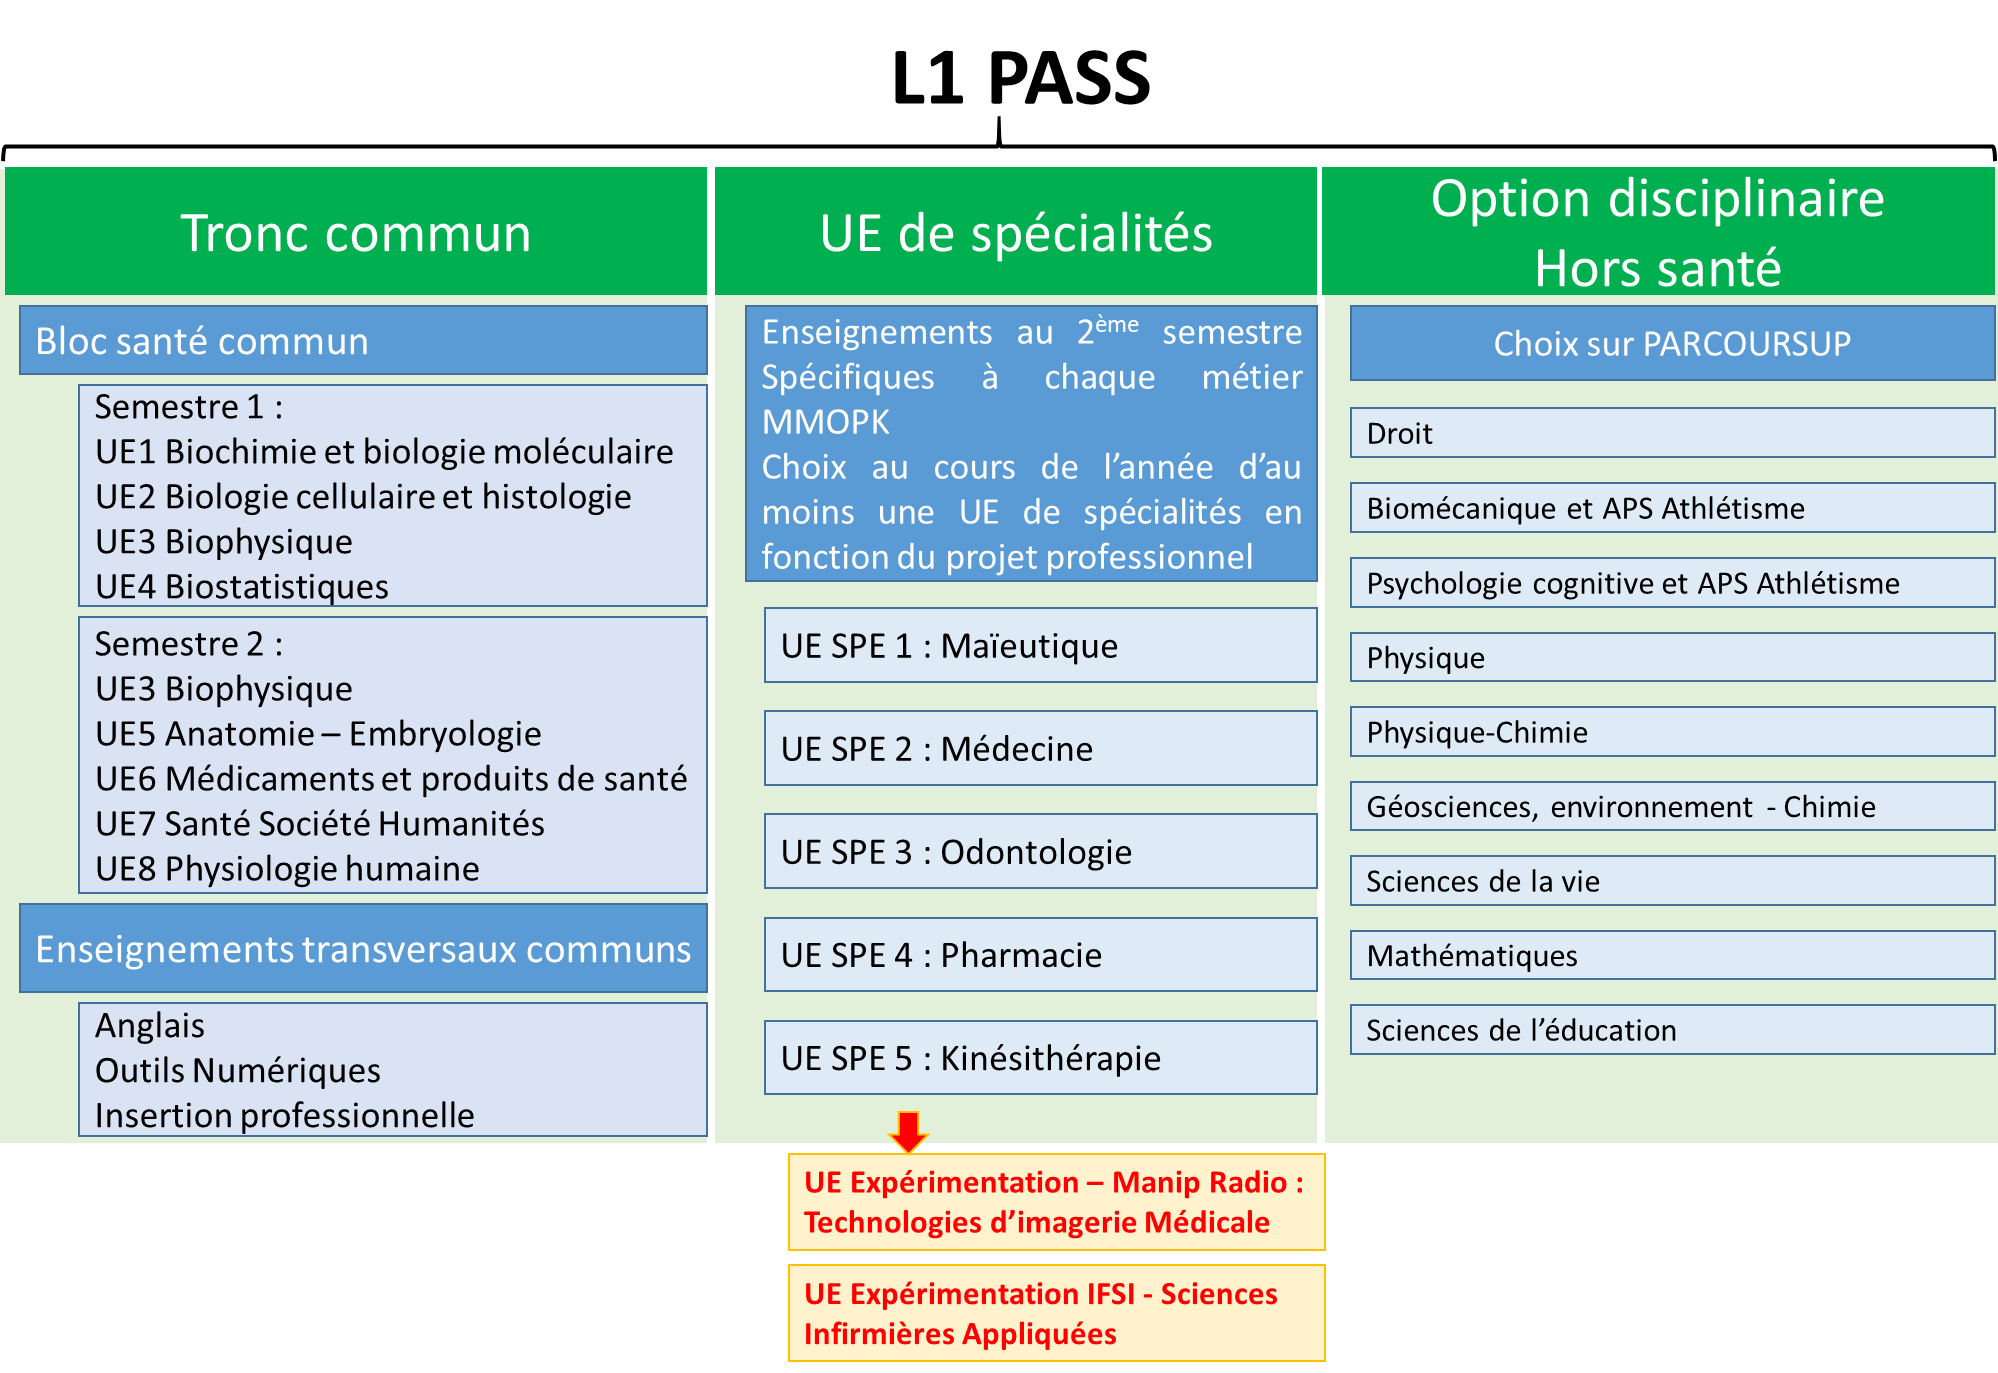 L1 PASS
Tronc commun
Bloc santé commun
Semestre 1 :
UE1 Biochimie et biologie moléculaire
UE2 Biologie cellulaire et histologie
UE3 Biophysique
UE4 Biostatistiques
Semestre 2 :
UE3 Biophysique
UE5 Anatomie – Embryologie
UE6 Médicaments et produits de santé
UE7 Santé Société Humanités
UE8 Physiologie humaine
Enseignements transversaux communs
Anglais
Outils Numériques
Insertion professionnelle
UE de spécialités
Enseignements au 2ème semestre
Spécifiques à chaque métier
MMOPK
Choix au cours de l’année d’au
moins une UE de spécialités en
fonction du projet professionnel
UE SPE 1 : Maïeutique
UE SPE 2 : Médecine
UE SPE 3 : Odontologie
UE SPE 4 : Pharmacie
UE SPE 5 : Kinésithérapie
UE Expérimentation – Manip Radio :
Technologies d’imagerie Médicale
UE Expérimentation IFSI - Sciences
Infirmières Appliquées
Option disciplinaire
Hors santé
Choix sur PARCOURSUP
Droit
Biomécanique et APS Athlétisme
Psychologie cognitive et APS Athlétisme
Physique
Physique-Chimie
Géosciences, environnement - Chimie
Sciences de la vie
Mathématiques
Sciences de l’éducation